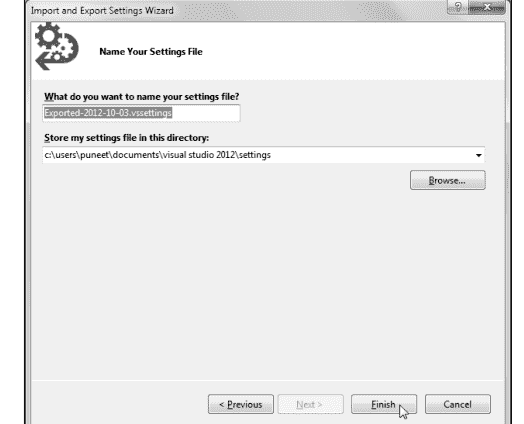 Import and Export Settings Wizard
Name Your Settings File
What do you want to name your settings file?
Exported-2012-10-03.vssettings
Store my settings file in this directory:
c:\users\puneet\documents\visual studio 2012\settings
Browse...
< Previous
Next >
Finish
Cancel